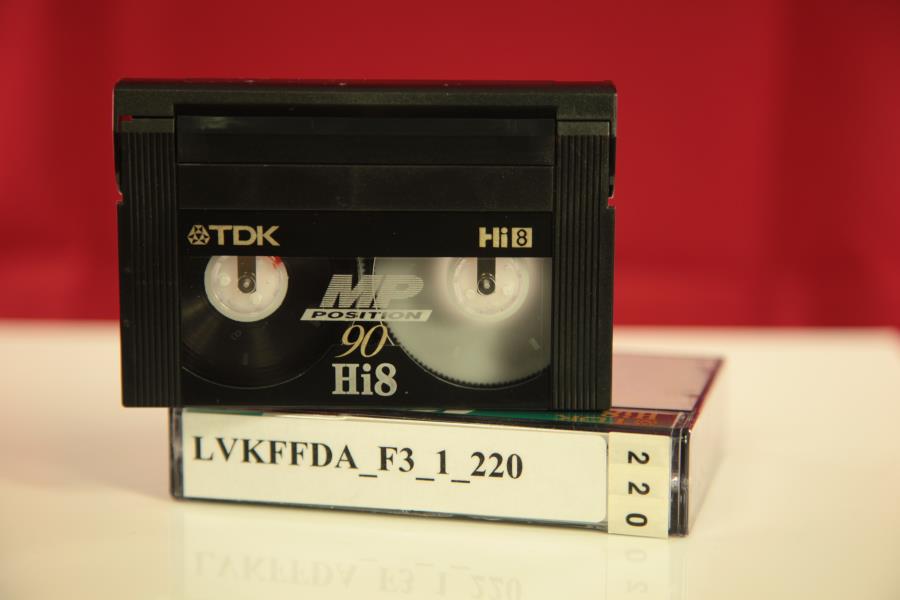 TDK
Hi8
MP
POSITION
90
Hi8
LVKFFDA_F3_1_220
220